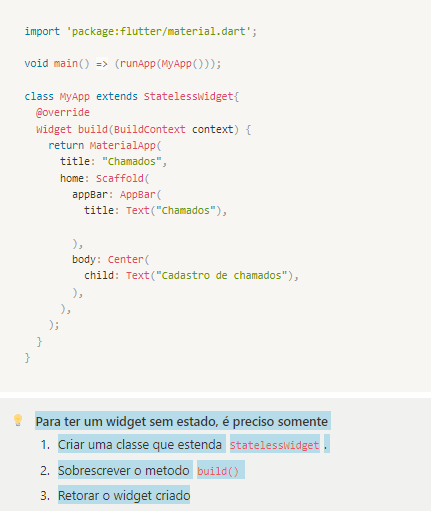 import 'package:flutter/material.dart';
void main() => (runApp(MyApp()));
class MyApp extends StatelessWidget{
@override
Widget build(BuildContext context) {
return MaterialApp(
title: "Chamados",
home: Scaffold(
appBar: AppBar(
title: Text("Chamados"),
),
body: Center(
child: Text("Cadastro de chamados"),
),
),
);
}
}
Para ter um widget sem estado, é preciso somente
1. Criar uma classe que estenda StatelessWidget .
2. Sobrescrever o metodo build()
3. Retorar o widget criado